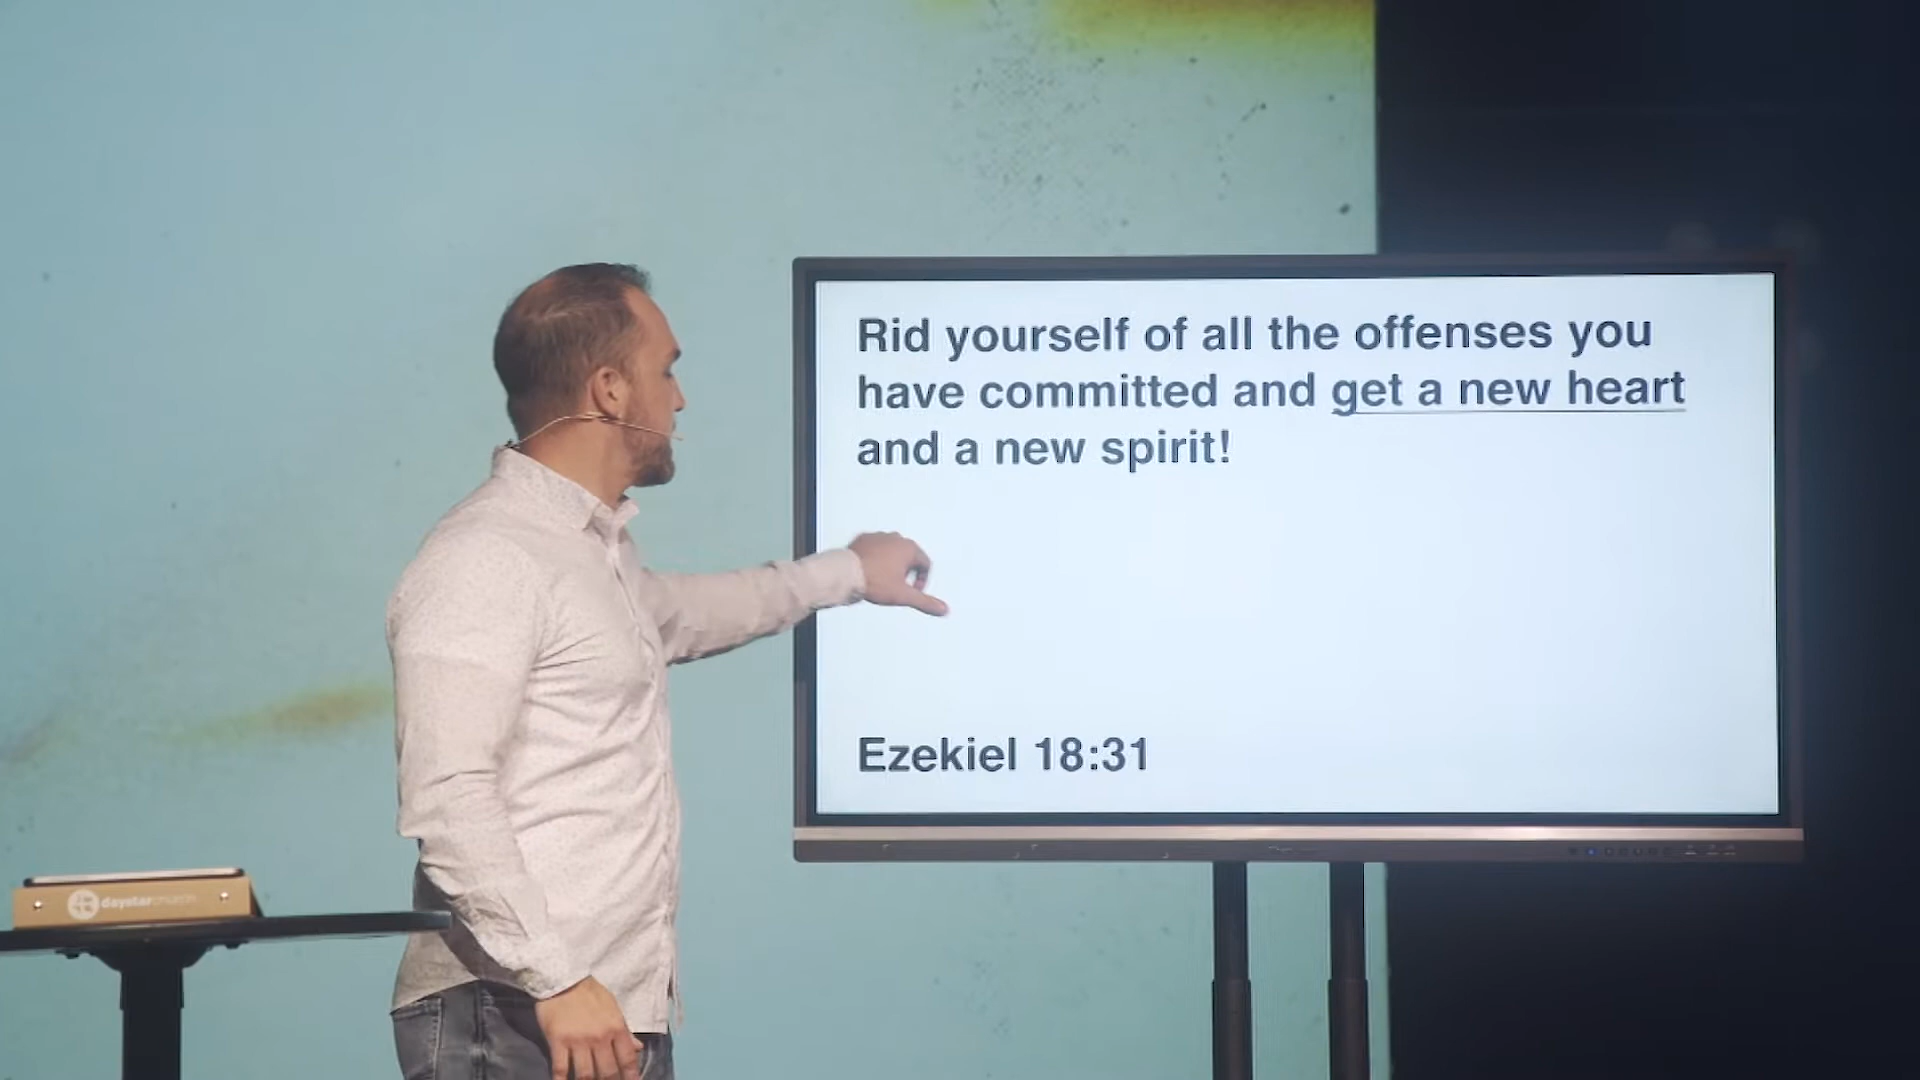 Rid yourself of all the offenses you
have committed and get a new heart
and a new spirit!
Ezekiel 18:31
daystarchurch